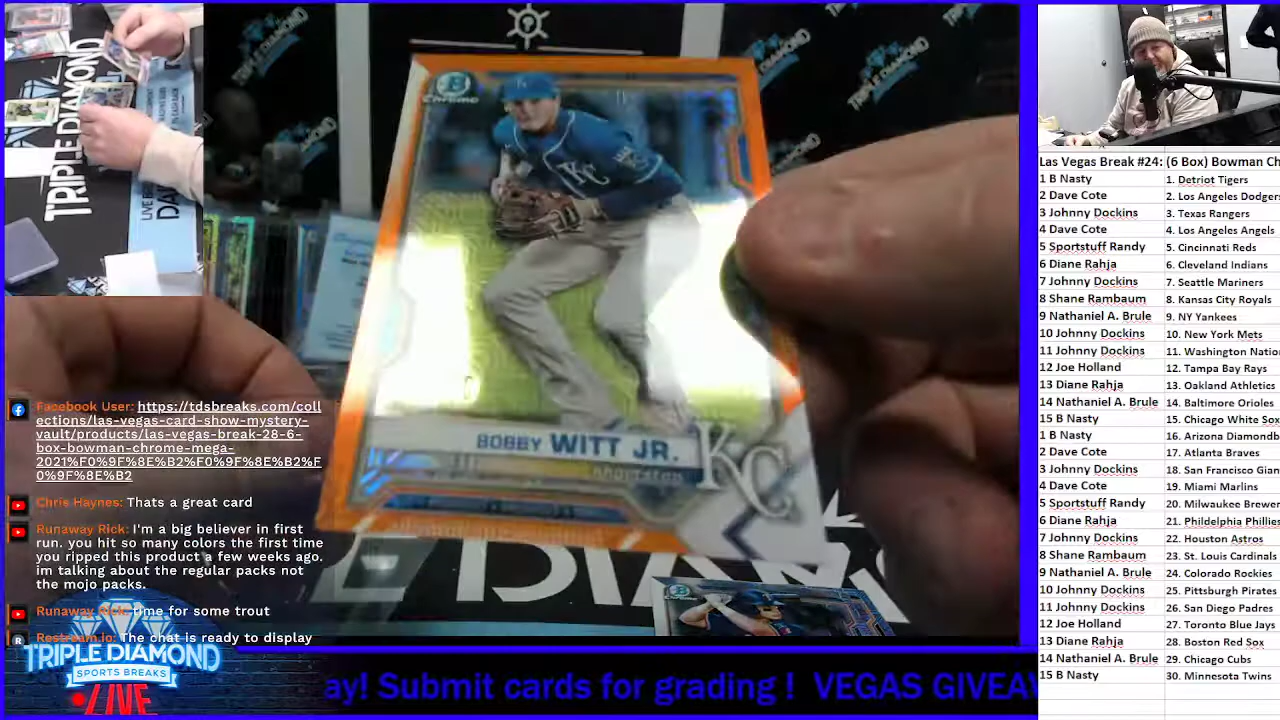 TRIPLE DIAMOND
CHROME
KC
BOBBY WITT JR.
KC
Las Vegas Break #24: (6 Box) Bowman Ch
1 B Nasty 1. Detriot Tigers
2 Dave Cote 2. Los Angeles Dodger
3 Johnny Dockins 3. Texas Rangers
4 Dave Cote 4. Los Angeles Angels
5 Sportstuff Randy 5. Cincinnati Reds
6 Diane Rahja 6. Cleveland Indians
7 Johnny Dockins 7. Seattle Mariners
8 Shane Rambaum 8. Kansas City Royals
9 Nathaniel A. Brule 9. NY Yankees
10 Johnny Dockins 10. New York Mets
11 Johnny Dockins 11. Washington Natio
12 Joe Holland 12. Tampa Bay Rays
13 Diane Rahja 13. Oakland Athletics
14 Nathanial A. Brule 14. Baltimore Orioles
15 B Nasty 15. Chicago White Sox
1 B Nasty 16. Arizona Diamondb
2 Dave Cote 17. Atlanta Braves
3 Johnny Dockins 18. San Francisco Gian
4 Dave Cote 19. Miami Marlins
5 Sportstuff Randy 20. Milwaukee Brewer
6 Diane Rahja 21. Phildelphia Phillie
7 Johnny Dockins 22. Houston Astros
8 Shane Rambaum 23. St. Louis Cardinals
9 Nathaniel A. Brule 24. Colorado Rockies
10 Johnny Dockins 25. Pittsburgh Pirates
11 Johnny Dockins 26. San Diego Padres
12 Joe Holland 27. Toronto Blue Jays
13 Diane Rahja 28. Boston Red Sox
14 Nathanial A. Brule 29. Chicago Cubs
15 B Nasty 30. Minnesota Twins
Facebook User: https://tdsbreaks.com/coll
ections/las-vegas-card-show-mystery-
vault/products/las-vegas-break-28-6-
box-bowman-chrome-mega-
2021%F0%9F%8E%B2%F0%9F%8E%B2%F
0%9F%8E%B2
Chris Haynes: Thats a great card
Runaway Rick: I'm a big believer in first
run. you hit so many colors the first time
you ripped this product a few weeks ago.
im talking about the regular packs not
the mojo packs.
Runaway Rick: time for some trout
Restream.io: The chat is ready to display
TRIPLE DIAMOND
SPORTS BREAKS
LIVE
ay! Submit cards for grading ! VEGAS G